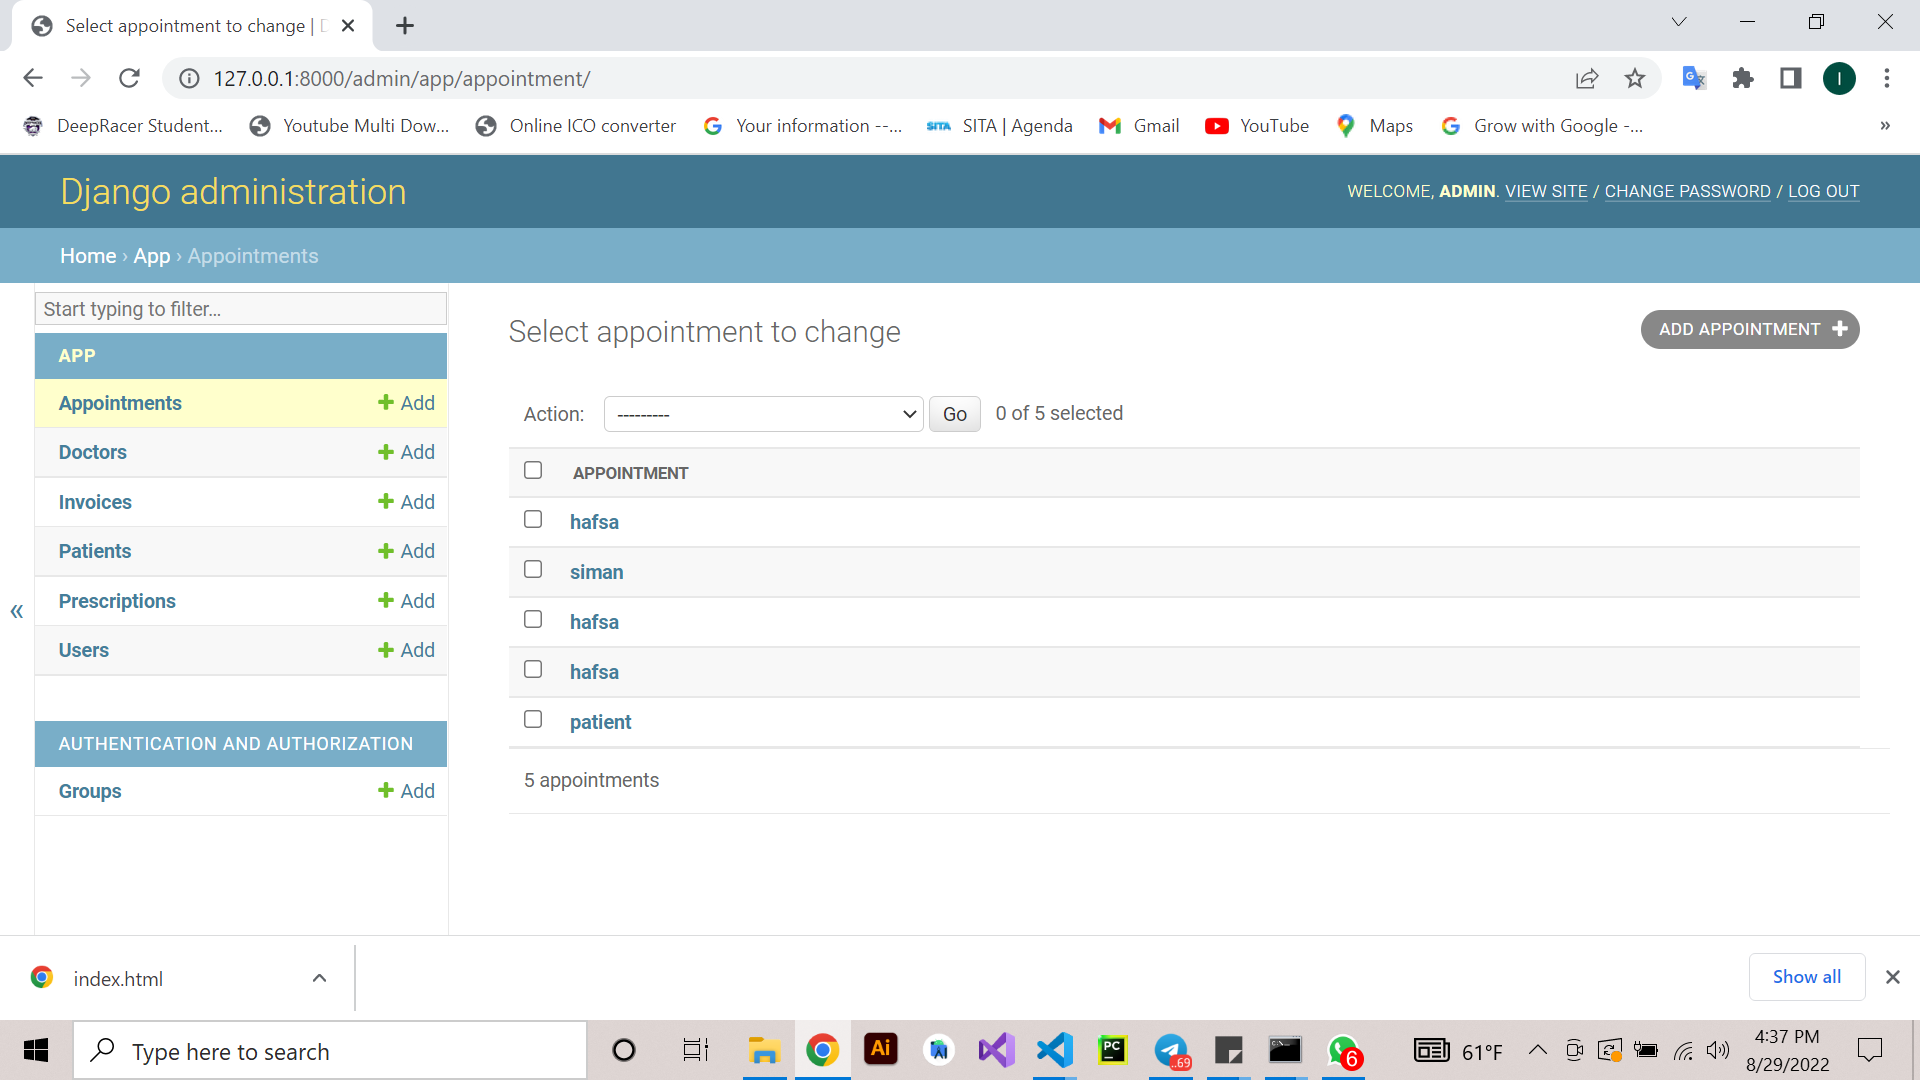 Select appointment to change |
127.0.0.1:8000/admin/app/appointment/
I
DeepRacer Student...
Youtube Multi Dow...
Online ICO converter
Your information --...
SITA
SITA | Agenda
Gmail
YouTube
Maps
Grow with Google -...
»
Django administration
WELCOME, ADMIN. VIEW SITE / CHANGE PASSWORD / LOG OUT
Home › App › Appointments
Start typing to filter...
APP
Appointments + Add
Doctors + Add
Invoices + Add
Patients + Add
Prescriptions + Add
Users + Add
AUTHENTICATION AND AUTHORIZATION
Groups + Add
«
Select appointment to change
ADD APPOINTMENT +
Action: --------- Go 0 of 5 selected
APPOINTMENT
hafsa
siman
hafsa
hafsa
patient
5 appointments
index.html
Show all
Type here to search
Ai
PC
..69
6
61°F
4:37 PM
8/29/2022